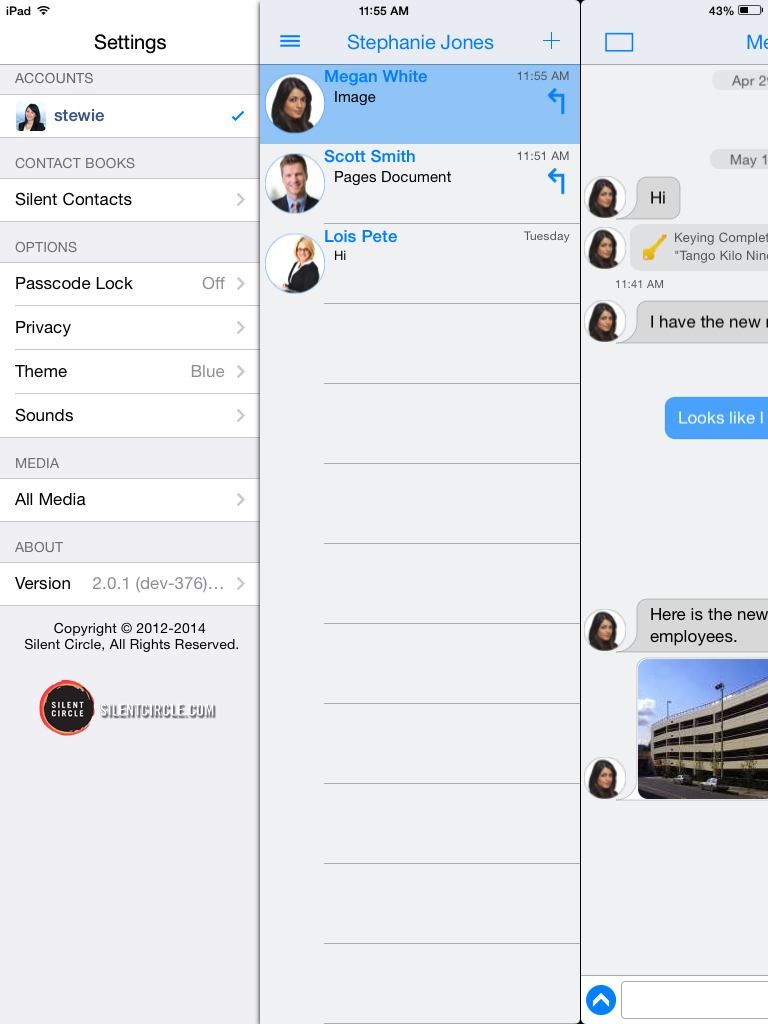 iPad
11:55 AM
43%
Settings
ACCOUNTS
stewie
CONTACT BOOKS
Silent Contacts
OPTIONS
Passcode Lock Off
Privacy
Theme Blue
Sounds
MEDIA
All Media
ABOUT
Version 2.0.1 (dev-376)...
Copyright © 2012-2014
Silent Circle, All Rights Reserved.
SILENT
CIRCLE
SILENTCIRCLE.COM
Stephanie Jones
Megan White 11:55 AM
Image
Scott Smith 11:51 AM
Pages Document
Lois Pete Tuesday
Hi
Me
Apr 29
May 1
Hi
Keying Complet
"Tango Kilo Nin
11:41 AM
I have the new
Looks like I
Here is the new
employees.